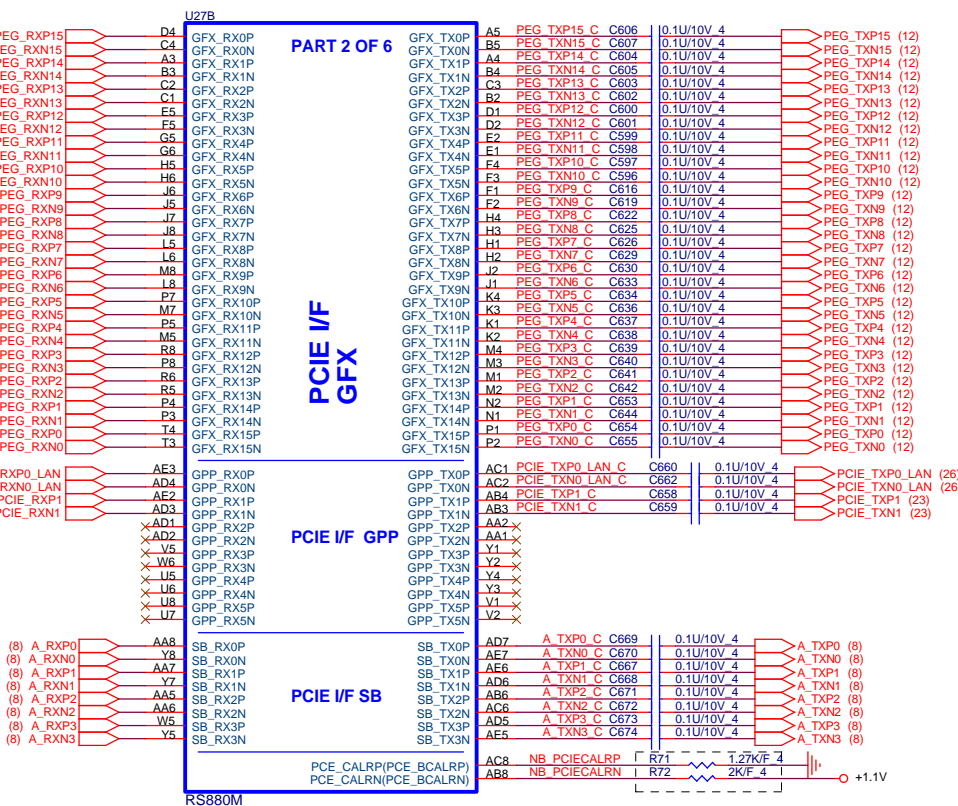 U27B
PART 2 OF 6
PCIE I/F
GFX
PEG_RXP15 D4 GFX_RX0P GFX_TX0P A5 PEG_TXP15_C C606 0.1U/10V_4 PEG_TXP15 (12)
EG_RXN15 C4 GFX_RX0N GFX_TX0N B5 PEG_TXN15_C C607 0.1U/10V_4 PEG_TXN15 (12)
PEG_RXP14 A3 GFX_RX1P GFX_TX1P A4 PEG_TXP14_C C604 0.1U/10V_4 PEG_TXP14 (12)
EG_RXN14 B3 GFX_RX1N GFX_TX1N B4 PEG_TXN14_C C605 0.1U/10V_4 PEG_TXN14 (12)
PEG_RXP13 C2 GFX_RX2P GFX_TX2P C3 PEG_TXP13_C C603 0.1U/10V_4 PEG_TXP13 (12)
EG_RXN13 C1 GFX_RX2N GFX_TX2N B2 PEG_TXN13_C C602 0.1U/10V_4 PEG_TXN13 (12)
PEG_RXP12 E5 GFX_RX3P GFX_TX3P D1 PEG_TXP12_C C600 0.1U/10V_4 PEG_TXP12 (12)
EG_RXN12 F5 GFX_RX3N GFX_TX3N D2 PEG_TXN12_C C601 0.1U/10V_4 PEG_TXN12 (12)
PEG_RXP11 G5 GFX_RX4P GFX_TX4P E2 PEG_TXP11_C C599 0.1U/10V_4 PEG_TXP11 (12)
EG_RXN11 G6 GFX_RX4N GFX_TX4N E1 PEG_TXN11_C C598 0.1U/10V_4 PEG_TXN11 (12)
PEG_RXP10 H5 GFX_RX5P GFX_TX5P F4 PEG_TXP10_C C597 0.1U/10V_4 PEG_TXP10 (12)
EG_RXN10 H6 GFX_RX5N GFX_TX5N F3 PEG_TXN10_C C596 0.1U/10V_4 PEG_TXN10 (12)
PEG_RXP9 J6 GFX_RX6P GFX_TX6P F1 PEG_TXP9_C C616 0.1U/10V_4 PEG_TXP9 (12)
PEG_RXN9 J5 GFX_RX6N GFX_TX6N F2 PEG_TXN9_C C619 0.1U/10V_4 PEG_TXN9 (12)
PEG_RXP8 J7 GFX_RX7P GFX_TX7P H4 PEG_TXP8_C C622 0.1U/10V_4 PEG_TXP8 (12)
PEG_RXN8 J8 GFX_RX7N GFX_TX7N H3 PEG_TXN8_C C625 0.1U/10V_4 PEG_TXN8 (12)
PEG_RXP7 L5 GFX_RX8P GFX_TX8P H1 PEG_TXP7_C C626 0.1U/10V_4 PEG_TXP7 (12)
PEG_RXN7 L6 GFX_RX8N GFX_TX8N H2 PEG_TXN7_C C629 0.1U/10V_4 PEG_TXN7 (12)
PEG_RXP6 M8 GFX_RX9P GFX_TX9P J2 PEG_TXP6_C C630 0.1U/10V_4 PEG_TXP6 (12)
PEG_RXN6 L8 GFX_RX9N GFX_TX9N J1 PEG_TXN6_C C633 0.1U/10V_4 PEG_TXN6 (12)
PEG_RXP5 P7 GFX_RX10P GFX_TX10P K4 PEG_TXP5_C C634 0.1U/10V_4 PEG_TXP5 (12)
PEG_RXN5 M7 GFX_RX10N GFX_TX10N K3 PEG_TXN5_C C636 0.1U/10V_4 PEG_TXN5 (12)
PEG_RXP4 P5 GFX_RX11P GFX_TX11P K1 PEG_TXP4_C C637 0.1U/10V_4 PEG_TXP4 (12)
PEG_RXN4 M5 GFX_RX11N GFX_TX11N K2 PEG_TXN4_C C638 0.1U/10V_4 PEG_TXN4 (12)
PEG_RXP3 R8 GFX_RX12P GFX_TX12P M4 PEG_TXP3_C C639 0.1U/10V_4 PEG_TXP3 (12)
PEG_RXN3 P8 GFX_RX12N GFX_TX12N M3 PEG_TXN3_C C640 0.1U/10V_4 PEG_TXN3 (12)
PEG_RXP2 R6 GFX_RX13P GFX_TX13P M1 PEG_TXP2_C C641 0.1U/10V_4 PEG_TXP2 (12)
PEG_RXN2 R5 GFX_RX13N GFX_TX13N M2 PEG_TXN2_C C642 0.1U/10V_4 PEG_TXN2 (12)
PEG_RXP1 P4 GFX_RX14P GFX_TX14P N2 PEG_TXP1_C C653 0.1U/10V_4 PEG_TXP1 (12)
PEG_RXN1 P3 GFX_RX14N GFX_TX14N N1 PEG_TXN1_C C644 0.1U/10V_4 PEG_TXN1 (12)
PEG_RXP0 T4 GFX_RX15P GFX_TX15P P1 PEG_TXP0_C C654 0.1U/10V_4 PEG_TXP0 (12)
PEG_RXN0 T3 GFX_RX15N GFX_TX15N P2 PEG_TXN0_C C655 0.1U/10V_4 PEG_TXN0 (12)
RXP0_LAN AE3 GPP_RX0P GPP_TX0P AC1 PCIE_TXP0_LAN_C C660 0.1U/10V_4 PCIE_TXP0_LAN (26)
RXN0_LAN AD4 GPP_RX0N GPP_TX0N AC2 PCIE_TXN0_LAN_C C662 0.1U/10V_4 PCIE_TXN0_LAN (26
PCIE_RXP1 AE2 GPP_RX1P GPP_TX1P AB4 PCIE_TXP1_C C658 0.1U/10V_4 PCIE_TXP1 (23)
PCIE_RXN1 AD3 GPP_RX1N GPP_TX1N AB3 PCIE_TXN1_C C659 0.1U/10V_4 PCIE_TXN1 (23)
AD1 GPP_RX2P GPP_TX2P AA2
AD2 GPP_RX2N GPP_TX2N AA1
PCIE I/F GPP
V5 GPP_RX3P GPP_TX3P Y1
W6 GPP_RX3N GPP_TX3N Y2
U5 GPP_RX4P GPP_TX4P Y4
U6 GPP_RX4N GPP_TX4N Y3
U8 GPP_RX5P GPP_TX5P V1
U7 GPP_RX5N GPP_TX5N V2
(8) A_RXP0 AA8 SB_RX0P SB_TX0P AD7 A_TXP0_C C669 0.1U/10V_4 A_TXP0 (8)
(8) A_RXN0 Y8 SB_RX0N SB_TX0N AE7 A_TXN0_C C670 0.1U/10V_4 A_TXN0 (8)
(8) A_RXP1 AA7 SB_RX1P SB_TX1P AE6 A_TXP1_C C667 0.1U/10V_4 A_TXP1 (8)
(8) A_RXN1 Y7 SB_RX1N SB_TX1N AD6 A_TXN1_C C668 0.1U/10V_4 A_TXN1 (8)
PCIE I/F SB
(8) A_RXP2 AA5 SB_RX2P SB_TX2P AB6 A_TXP2_C C671 0.1U/10V_4 A_TXP2 (8)
(8) A_RXN2 AA6 SB_RX2N SB_TX2N AC6 A_TXN2_C C672 0.1U/10V_4 A_TXN2 (8)
(8) A_RXP3 W5 SB_RX3P SB_TX3P AD5 A_TXP3_C C673 0.1U/10V_4 A_TXP3 (8)
(8) A_RXN3 Y5 SB_RX3N SB_TX3N AE5 A_TXN3_C C674 0.1U/10V_4 A_TXN3 (8)
PCE_CALRP(PCE_BCALRP) AC8 NB_PCIECALRP R71 1.27K/F_4
PCE_CALRN(PCE_BCALRN) AB8 NB_PCIECALRN R72 2K/F_4 +1.1V
RS880M